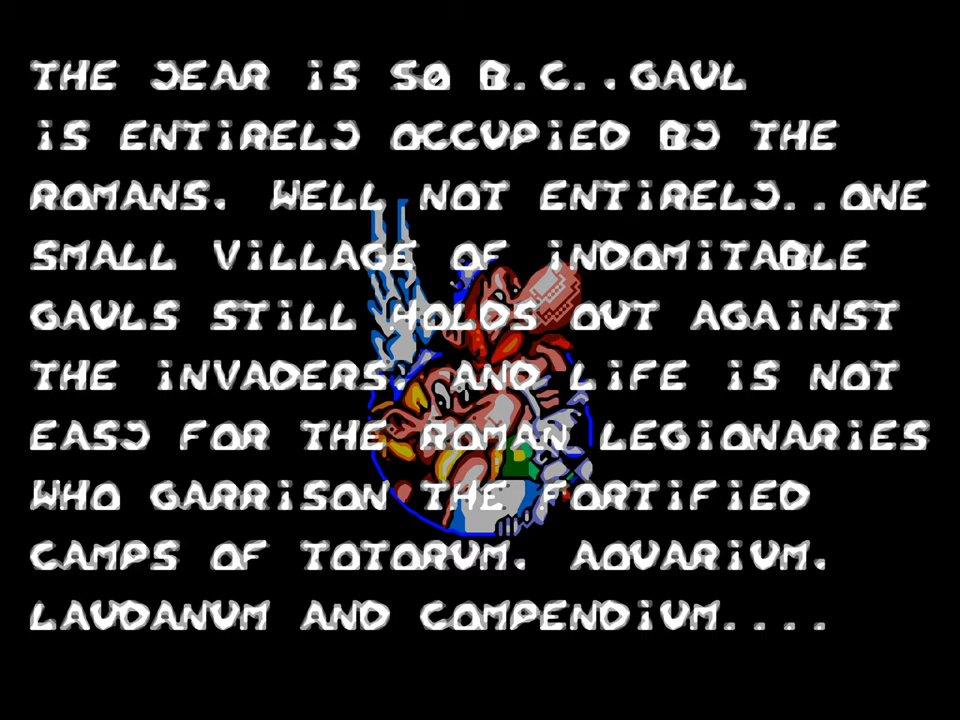 THE YEAR iS 50 B.C..GAUL
iS ENTiRELY OCCUPiED BY THE
ROMANS. WELL NOT ENTiRELY..ONE
SMALL ViLLAGE OF iNDOMiTABLE
GAULS STiLL HOLDS OUT AGAiNST
THE iNVADERS. AND LiFE iS NOT
EASY FOR THE ROMAN LEGiONARiES
WHO GARRiSON THE FORTiFiED
CAMPS OF TOTORUM. AQUARiUM.
LAUDANUM AND COMPENDiUM....